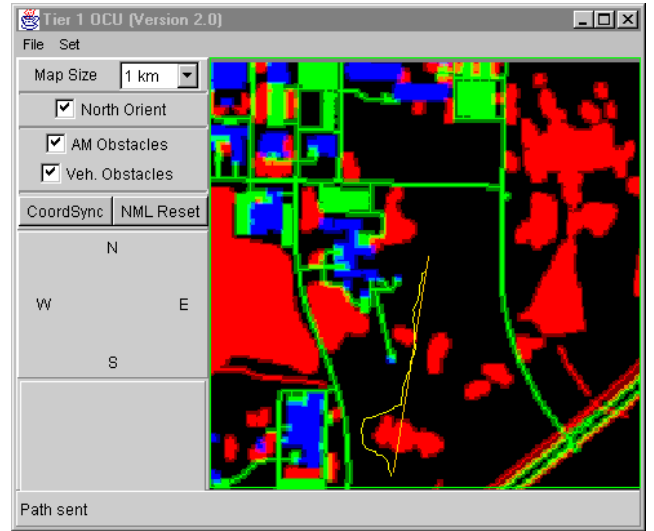 Tier 1 OCU (Version 2.0)
File Set
Map Size 1 km
North Orient
AM Obstacles
Veh. Obstacles
CoordSync NML Reset
N
W E
S
Path sent